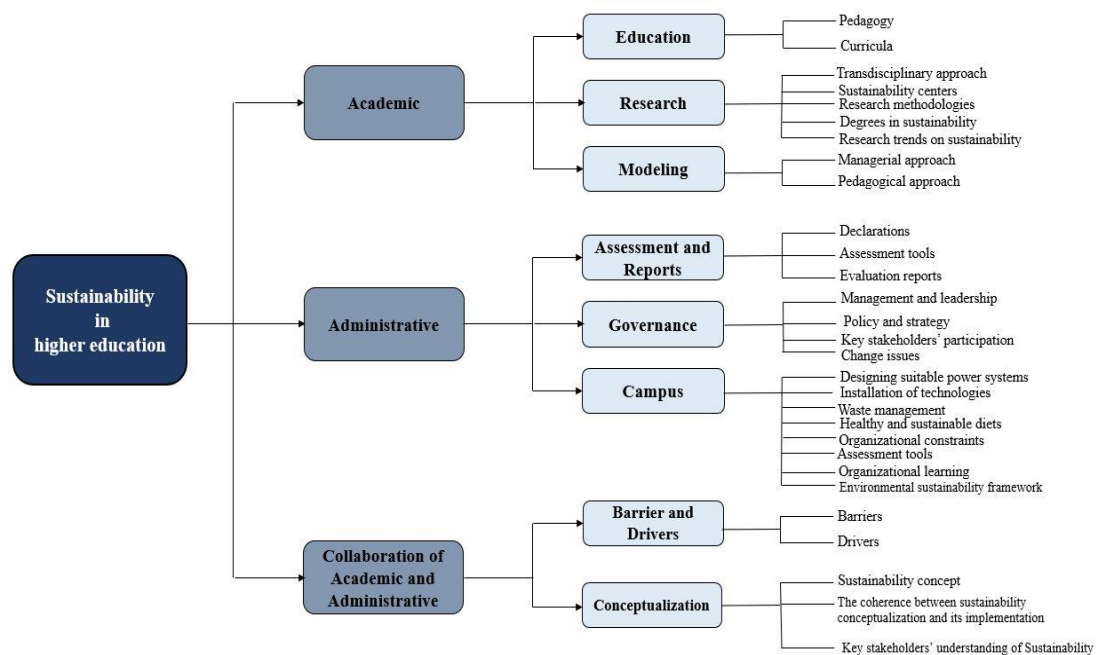 Sustainability
in
higher education
Academic
Education
Pedagogy
Curricula
Research
Transdisciplinary approach
Sustainability centers
Research methodologies
Degrees in sustainability
Research trends on sustainability
Modeling
Managerial approach
Pedagogical approach
Administrative
Assessment and
Reports
Declarations
Assessment tools
Evaluation reports
Governance
Management and leadership
Policy and strategy
Key stakeholders' participation
Change issues
Campus
Designing suitable power systems
Installation of technologies
Waste management
Healthy and sustainable diets
Organizational constraints
Assessment tools
Organizational learning
Environmental sustainability framework
Collaboration of
Academic and
Administrative
Barrier and
Drivers
Barriers
Drivers
Conceptualization
Sustainability concept
The coherence between sustainability
conceptualization and its implementation
Key stakeholders' understanding of Sustainability